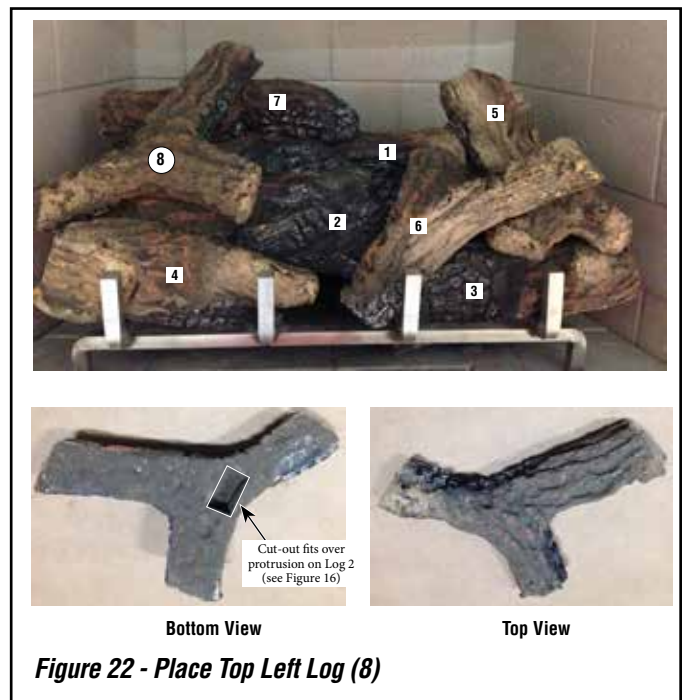 7
5
1
8
2
6
4
3
Cut-out fits over
protrusion on Log 2
(see Figure 16)
Bottom View
Top View
Figure 22 - Place Top Left Log (8)